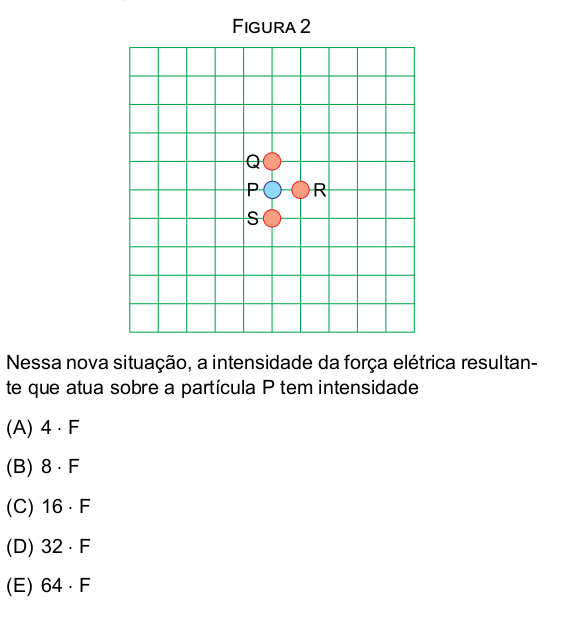 FIGURA 2
Q
P
R
S
Nessa nova situação, a intensidade da força elétrica resultan-
te que atua sobre a partícula P tem intensidade
(A) 4 · F
(B) 8 · F
(C) 16 · F
(D) 32 · F
(E) 64 · F